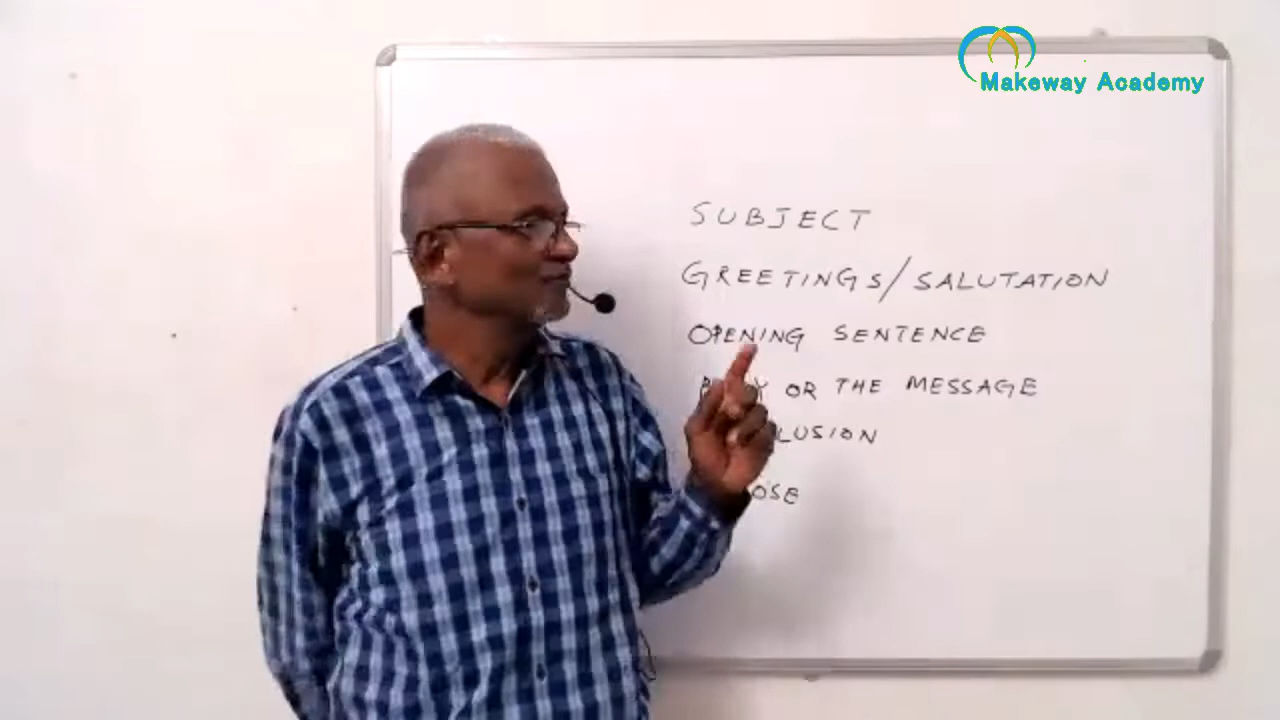 Makeway Academy
SUBJECT
GREETINGS/SALUTATION
OPENING SENTENCE
OR THE MESSAGE